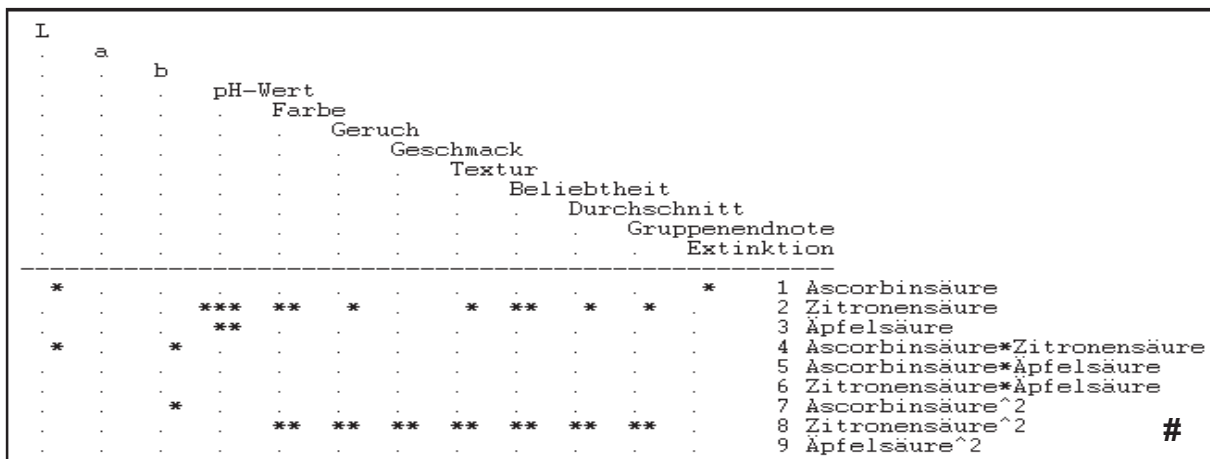 L
. a
. . b
. . . pH-Wert
. . . . Farbe
. . . . . Geruch
. . . . . . Geschmack
. . . . . . . Textur
. . . . . . . . Beliebtheit
. . . . . . . . . Durchschnitt
. . . . . . . . . . Gruppenendnote
. . . . . . . . . . . Extinktion
* . . . . . . . . . . * 1 Ascorbinsäure
. . . *** ** * . * ** * * . 2 Zitronensäure
. . . ** . . . . . . . . 3 Äpfelsäure
* . * . . . . . . . . . 4 Ascorbinsäure*Zitronensäure
. . . . . . . . . . . . 5 Ascorbinsäure*Äpfelsäure
. . . . . . . . . . . . 6 Zitronensäure*Äpfelsäure
. . * . . . . . . . . . 7 Ascorbinsäure^2
. . . . ** ** ** ** ** ** ** . 8 Zitronensäure^2 #
. . . . . . . . . . . . 9 Äpfelsäure^2